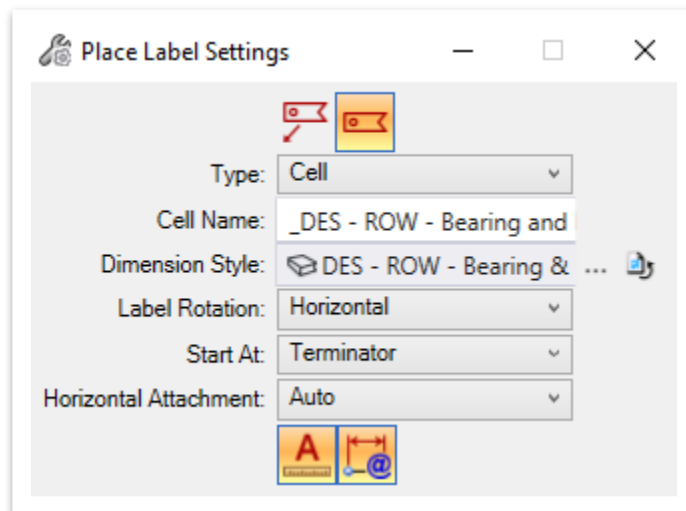 Place Label Settings
Type: Cell
Cell Name: _DES - ROW - Bearing and
Dimension Style: DES - ROW - Bearing & ...
Label Rotation: Horizontal
Start At: Terminator
Horizontal Attachment: Auto
A @